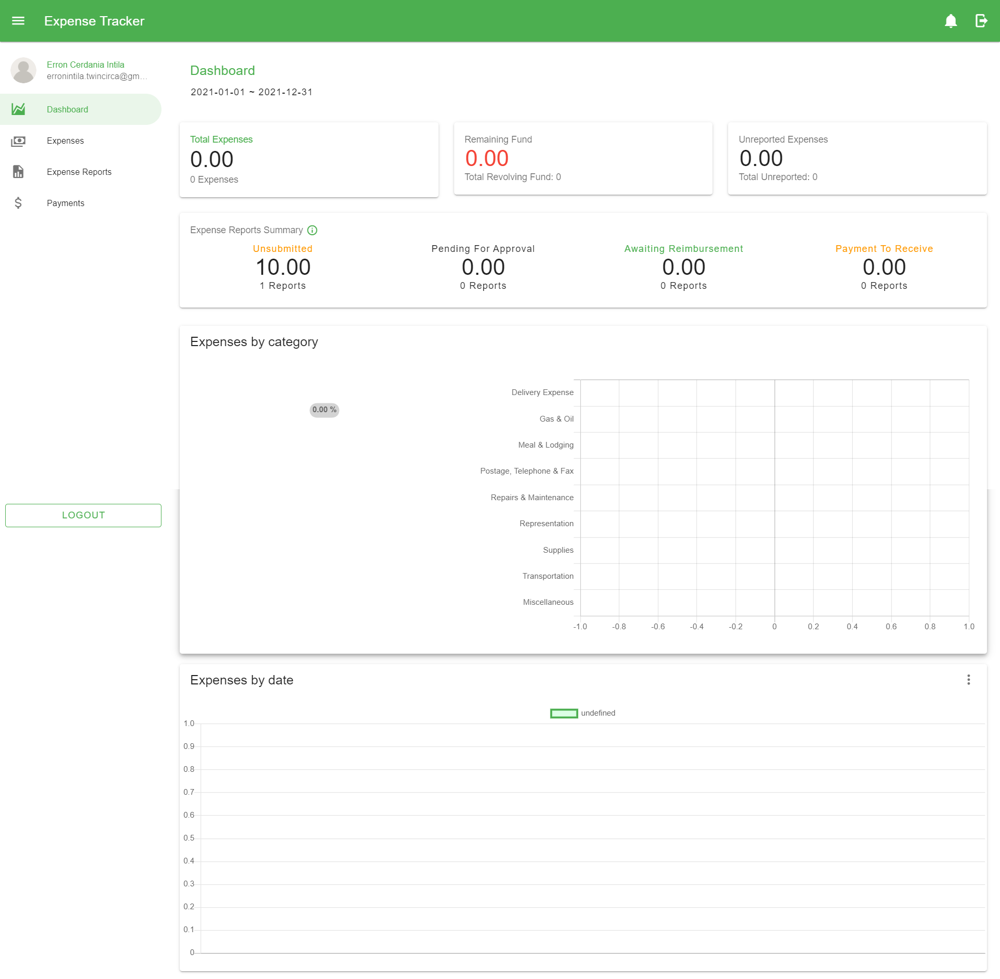 Expense Tracker
Erron Cerdania Intila
erronintila.twincirca@gm...
Dashboard
Expenses
Expense Reports
Payments
LOGOUT
Dashboard
2021-01-01 ~ 2021-12-31
Total Expenses
0.00
0 Expenses
Remaining Fund
0.00
Total Revolving Fund: 0
Unreported Expenses
0.00
Total Unreported: 0
Expense Reports Summary
Unsubmitted
10.00
1 Reports
Pending For Approval
0.00
0 Reports
Awaiting Reimbursement
0.00
0 Reports
Payment To Receive
0.00
0 Reports
Expenses by category
0.00 %
Delivery Expense
Gas & Oil
Meal & Lodging
Postage, Telephone & Fax
Repairs & Maintenance
Representation
Supplies
Transportation
Miscellaneous
-1.0 -0.8 -0.6 -0.4 -0.2 0 0.2 0.4 0.6 0.8 1.0
Expenses by date
undefined
1.0
0.9
0.8
0.7
0.6
0.5
0.4
0.3
0.2
0.1
0